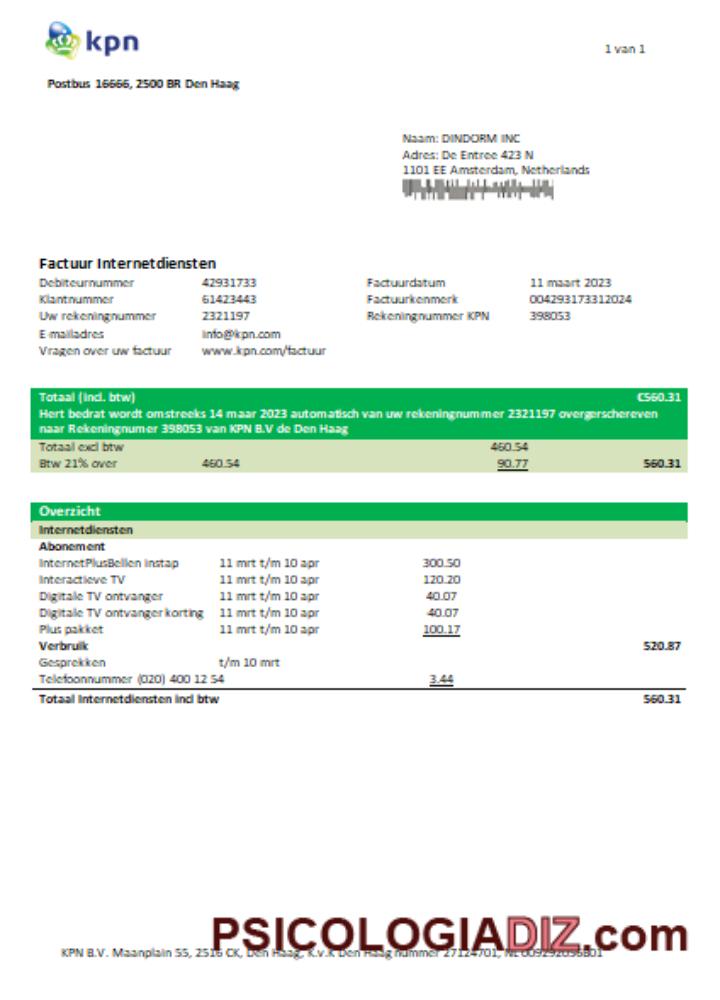 kpn
1 van 1
Postbus 16666, 2500 BR Den Haag
Naam: DINDORM INC
Adres: De Entree 423 N
1101 EE Amsterdam, Netherlands
Factuur Internetdiensten
Debiteurnummer 42931733 Factuurdatum 11 maart 2023
Klantnummer 61423443 Factuurkenmerk 004293173312024
Uw rekeningnummer 2321197 Rekeningnummer KPN 398053
E-mailadres info@kpn.com
Vragen over uw factuur www.kpn.com/factuur
Totaal (incl. btw) €560.31
Hert bedrat wordt omstreeks 14 maar 2023 automatisch van uw rekeningnummer 2321197 overgerschereven
naar Rekeningnumer 398053 van KPN B.V de Den Haag
Totaal excl btw 460.54
Btw 21% over 460.54 90.77 560.31
Overzicht
Internetdiensten
Abonement
InternetPlusBellen instap 11 mrt t/m 10 apr 300.50
Interactieve TV 11 mrt t/m 10 apr 120.20
Digitale TV ontvanger 11 mrt t/m 10 apr 40.07
Digitale TV ontvanger korting 11 mrt t/m 10 apr 40.07
Plus pakket 11 mrt t/m 10 apr 100.17
Verbruik 520.87
Gesprekken t/m 10 mrt
Telefoonnummer (020) 400 12 54 3.44
Totaal Internetdiensten incl btw 560.31
PSICOLOGIADIZ.com
KPN B.V. Maanplain 55, 2516 CK, Den Haag, K.v.K Den Haag nummer 27124701, NL